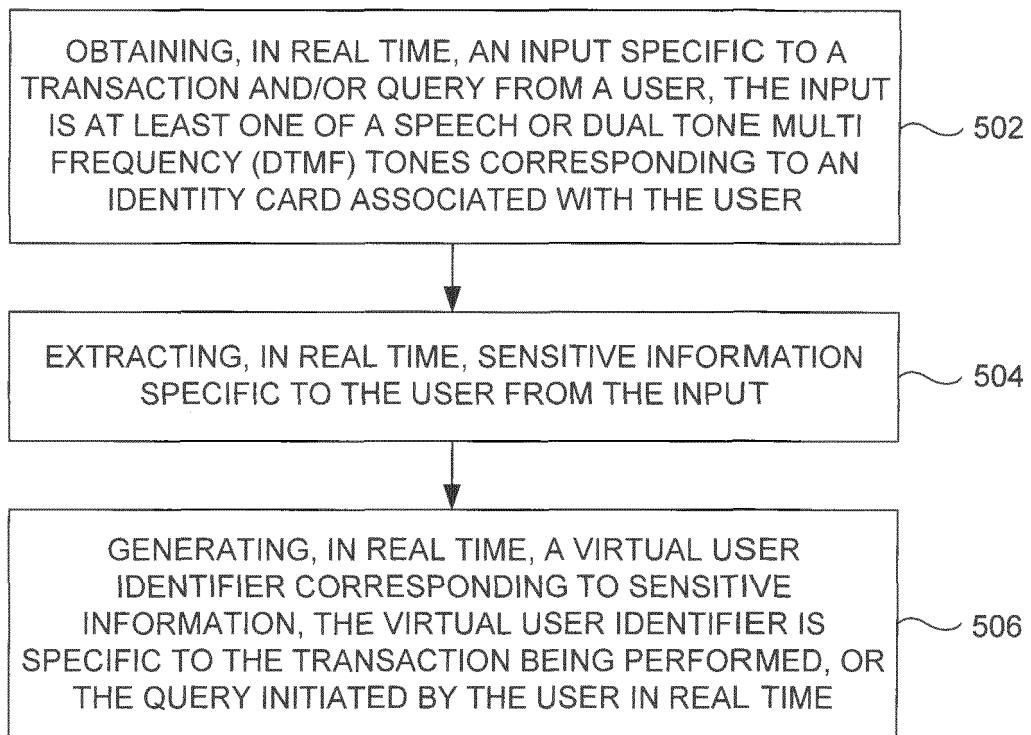 OBTAINING, IN REAL TIME, AN INPUT SPECIFIC TO A
TRANSACTION AND/OR QUERY FROM A USER, THE INPUT
IS AT LEAST ONE OF A SPEECH OR DUAL TONE MULTI
FREQUENCY (DTMF) TONES CORRESPONDING TO AN
IDENTITY CARD ASSOCIATED WITH THE USER
502
EXTRACTING, IN REAL TIME, SENSITIVE INFORMATION
SPECIFIC TO THE USER FROM THE INPUT
504
GENERATING, IN REAL TIME, A VIRTUAL USER
IDENTIFIER CORRESPONDING TO SENSITIVE
INFORMATION, THE VIRTUAL USER IDENTIFIER IS
SPECIFIC TO THE TRANSACTION BEING PERFORMED, OR
THE QUERY INITIATED BY THE USER IN REAL TIME
506